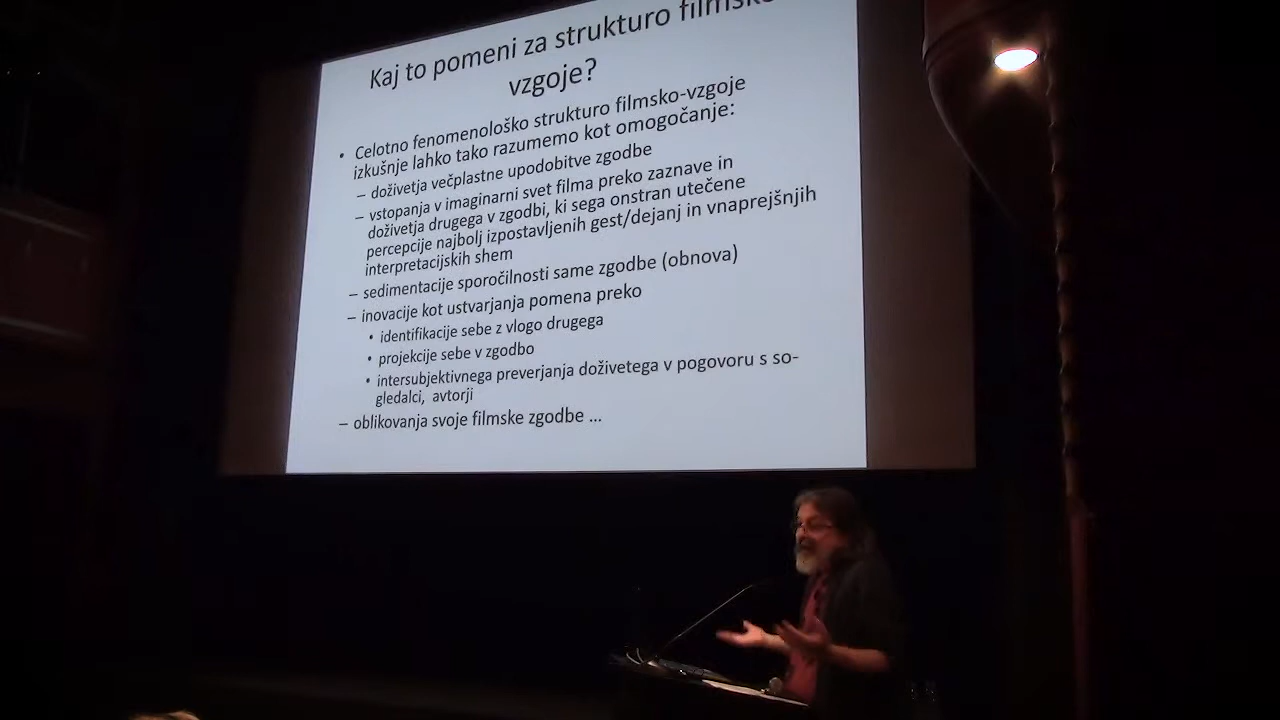 Kaj to pomeni za strukturo filmske
vzgoje?
• Celotno fenomenološko strukturo filmsko-vzgoje
izkušnje lahko tako razumemo kot omogočanje:
– doživetja večplastne upodobitve zgodbe
– vstopanja v imaginarni svet filma preko zaznave in
doživetja drugega v zgodbi, ki sega onstran utečene
percepcije najbolj izpostavljenih gest/dejanj in vnaprejšnjih
interpretacijskih shem
– sedimentacije sporočilnosti same zgodbe (obnova)
– inovacije kot ustvarjanja pomena preko
• identifikacije sebe z vlogo drugega
• projekcije sebe v zgodbo
• intersubjektivnega preverjanja doživetega v pogovoru s so-
gledalci, avtorji
– oblikovanja svoje filmske zgodbe ...